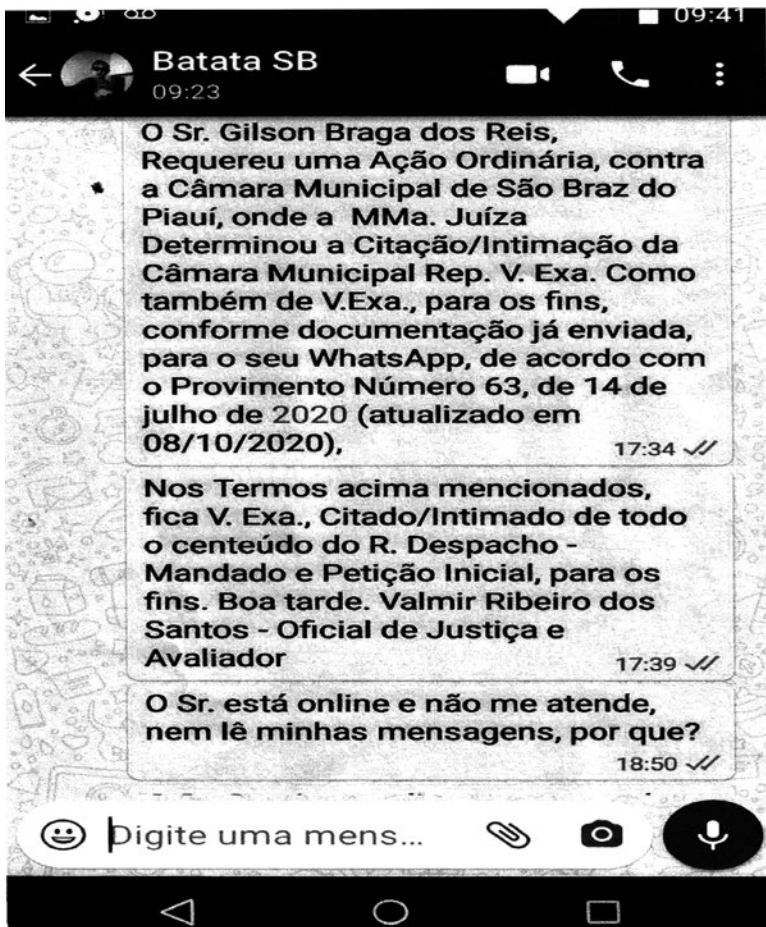 09:41
Batata SB
09:23
O Sr. Gilson Braga dos Reis,
Requereu uma Ação Ordinária, contra
a Câmara Municipal de São Braz do
Piauí, onde a MMa. Juíza
Determinou a Citação/Intimação da
Câmara Municipal Rep. V. Exa. Como
também de V.Exa., para os fins,
conforme documentação já enviada,
para o seu WhatsApp, de acordo com
o Provimento Número 63, de 14 de
julho de 2020 (atualizado em
08/10/2020),
17:34
Nos Termos acima mencionados,
fica V. Exa., Citado/Intimado de todo
o centeúdo do R. Despacho -
Mandado e Petição Inicial, para os
fins. Boa tarde. Valmir Ribeiro dos
Santos - Oficial de Justiça e
Avaliador
17:39
O Sr. está online e não me atende,
nem lê minhas mensagens, por que?
18:50
Digite uma mens...